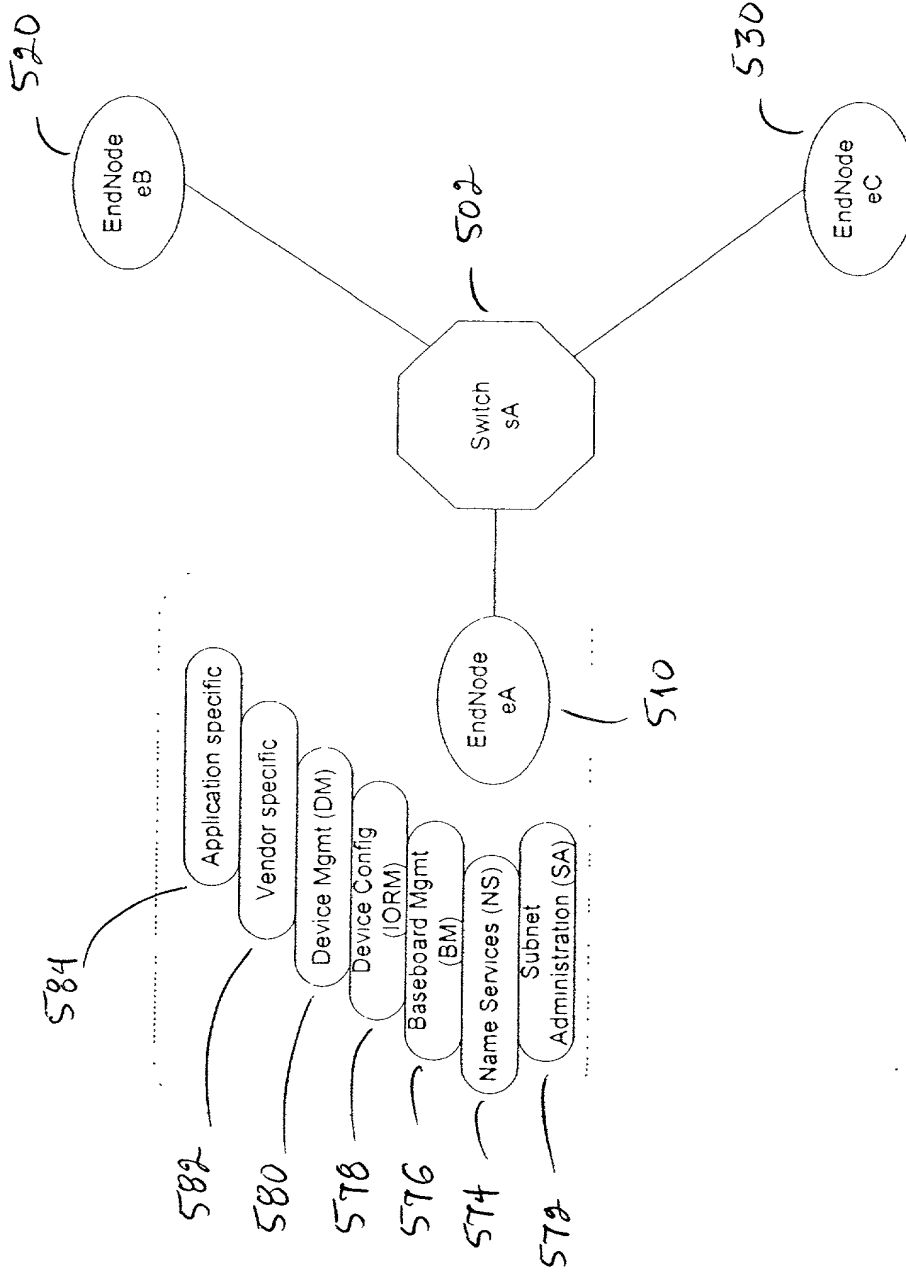 584
582
580
578
576
574
572
Application specific
Vendor specific
Device Mgmt (DM)
Device Config
(IORM)
Baseboard Mgmt
(BM)
Name Services (NS)
Subnet
Administration (SA)
EndNode
eA
510
Switch
sA
502
EndNode
eB
520
EndNode
eC
530